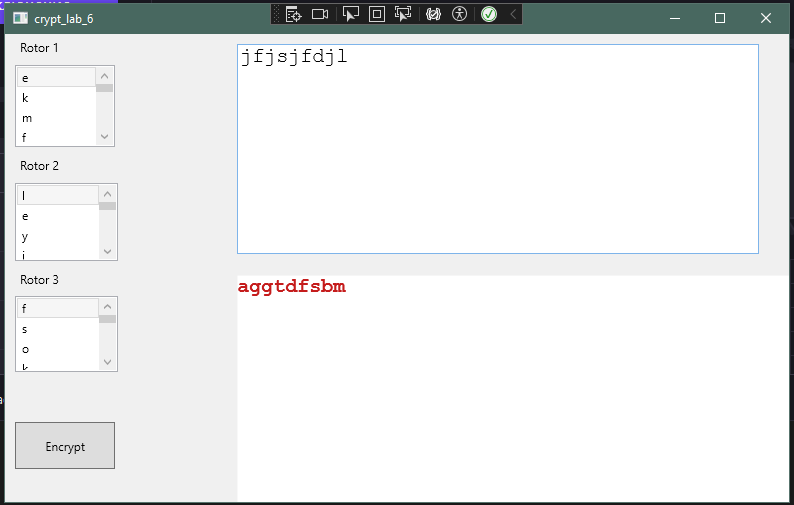 crypt_lab_6
Rotor 1
e
k
m
f
Rotor 2
l
e
y
j
Rotor 3
f
s
o
k
Encrypt
jfjsjfdjl
aggtdfsbm